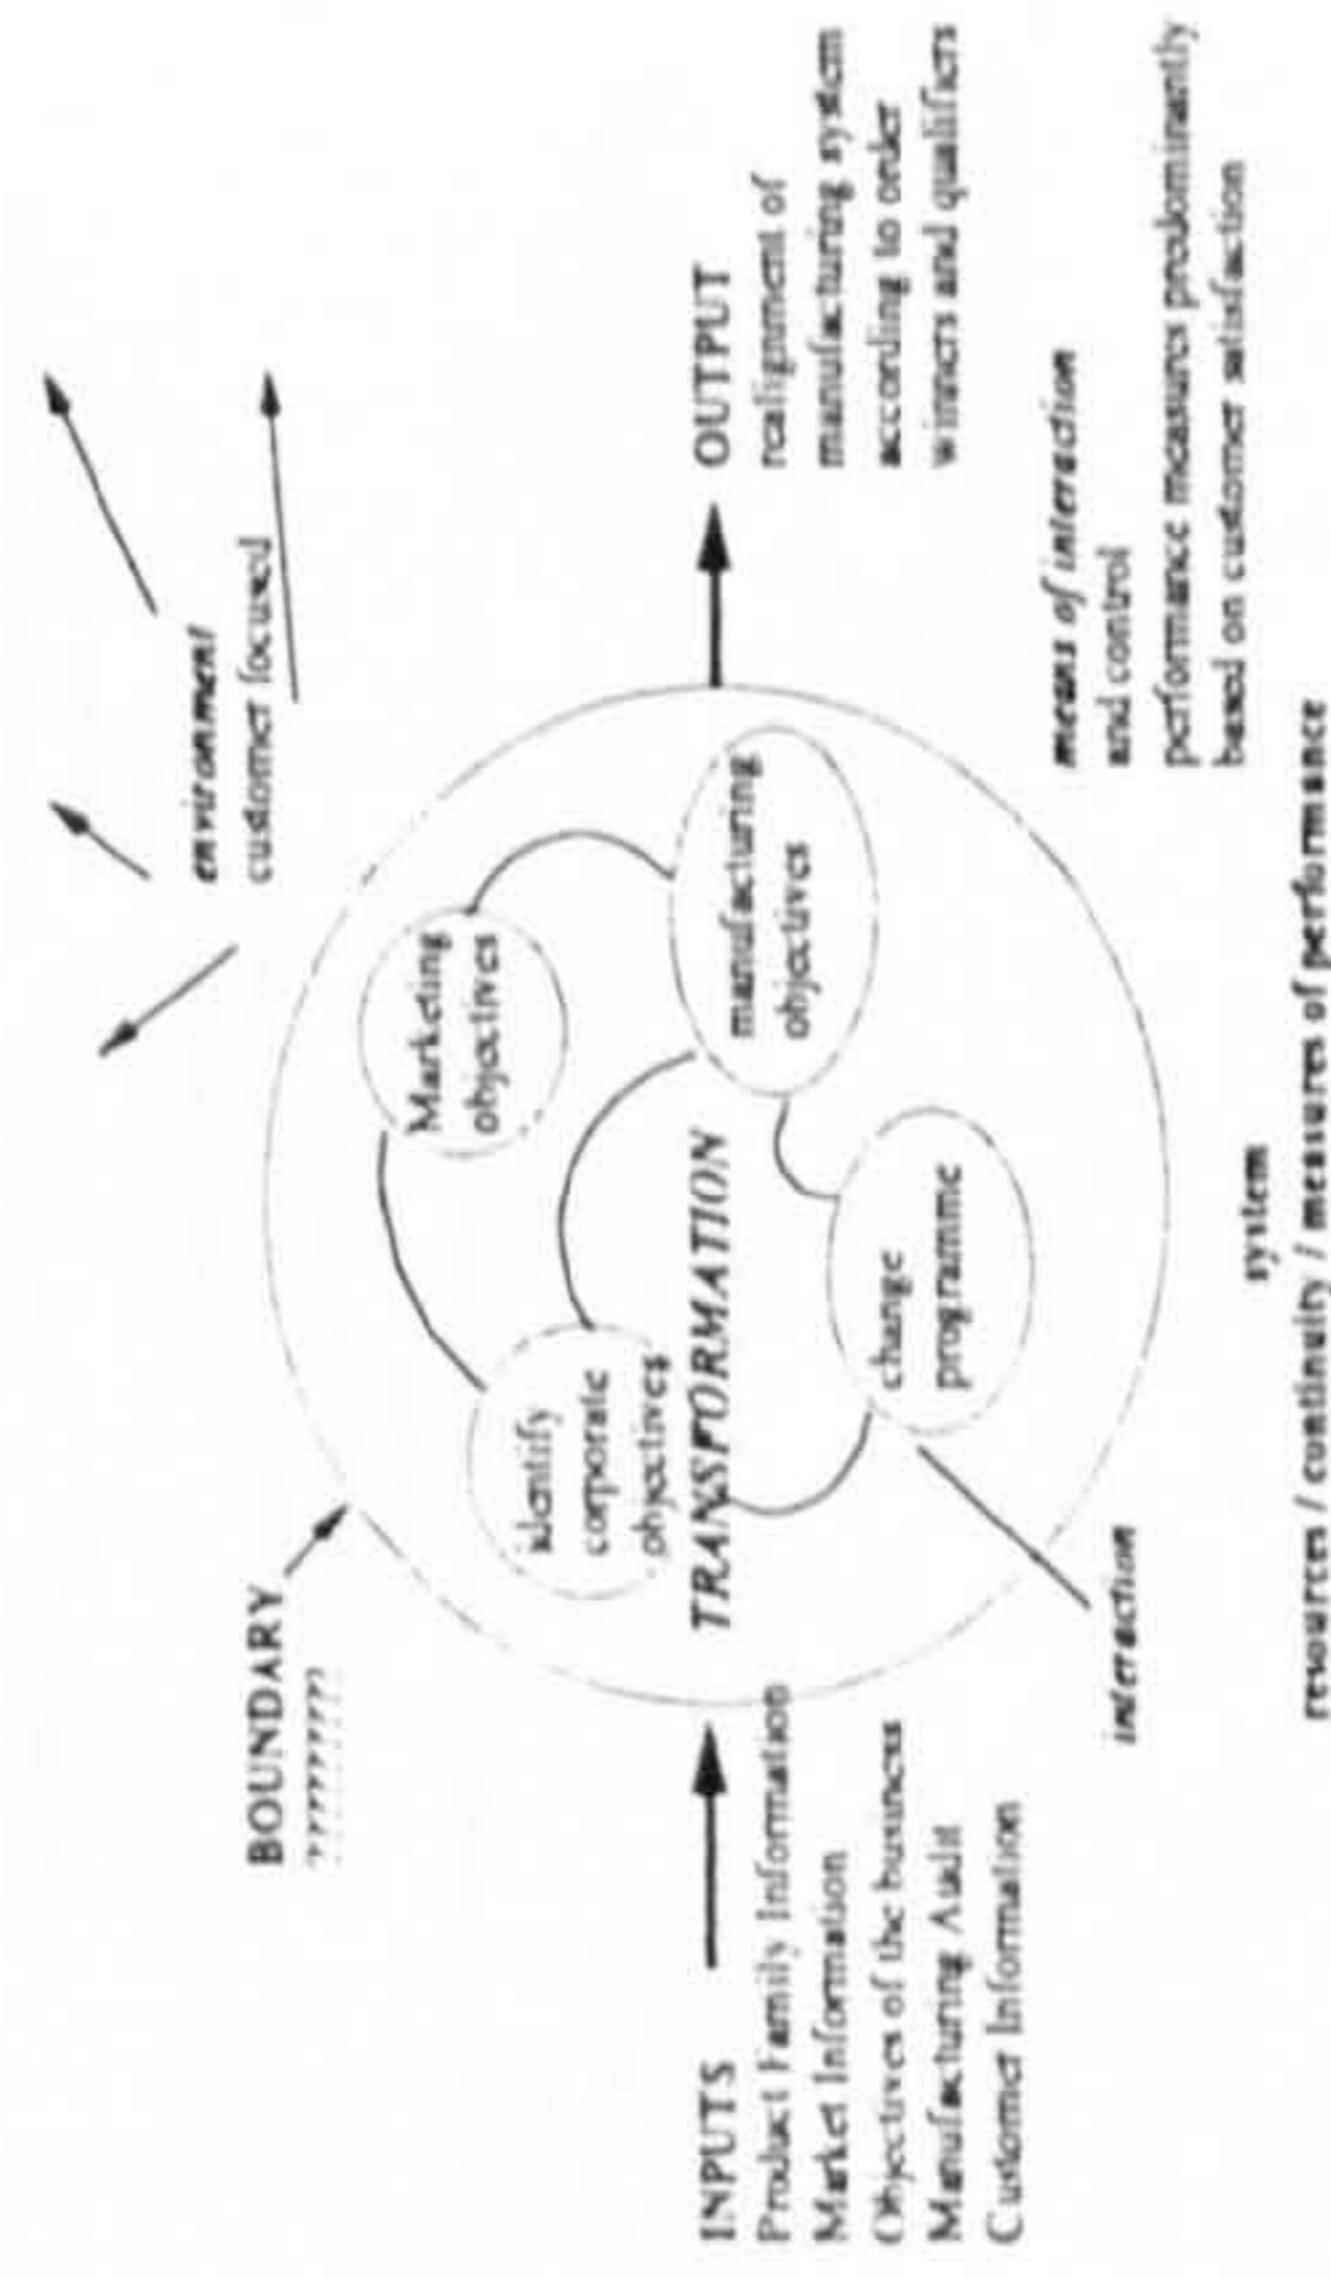 environment
customer focused
BOUNDARY
?????????
Marketing
objectives
identify
corporate
objectives
TRANSFORMATION
manufacturing
objectives
change
programme
INPUTS
Product Family Information
Market Information
Objectives of the business
Manufacturing Audit
Customer Information
OUTPUT
realignment of
manufacturing system
according to order
winners and qualifiers
interaction
means of interaction
and control
performance measures predominantly
based on customer satisfaction
system
resources / continuity / measures of performance